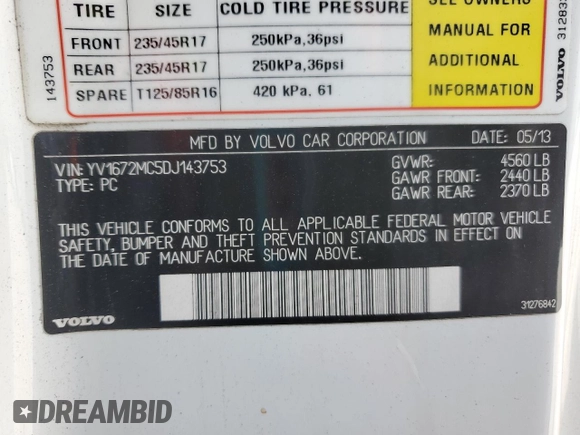 TIRE SIZE COLD TIRE PRESSURE
FRONT 235/45R17 250kPa,36psi
REAR 235/45R17 250kPa,36psi
SPARE T125/85R16 420 kPa, 61
SEE OWNERS
MANUAL FOR
ADDITIONAL
INFORMATION
143753
VOLVO
MFD BY VOLVO CAR CORPORATION DATE: 05/13
VIN: YV1672MC5DJ143753
TYPE: PC
GVWR: 4560 LB
GAWR FRONT: 2440 LB
GAWR REAR: 2370 LB
THIS VEHICLE CONFORMS TO ALL APPLICABLE FEDERAL MOTOR VEHICLE
SAFETY, BUMPER AND THEFT PREVENTION STANDARDS IN EFFECT ON
THE DATE OF MANUFACTURE SHOWN ABOVE.
31276842
VOLVO
DREAMBID